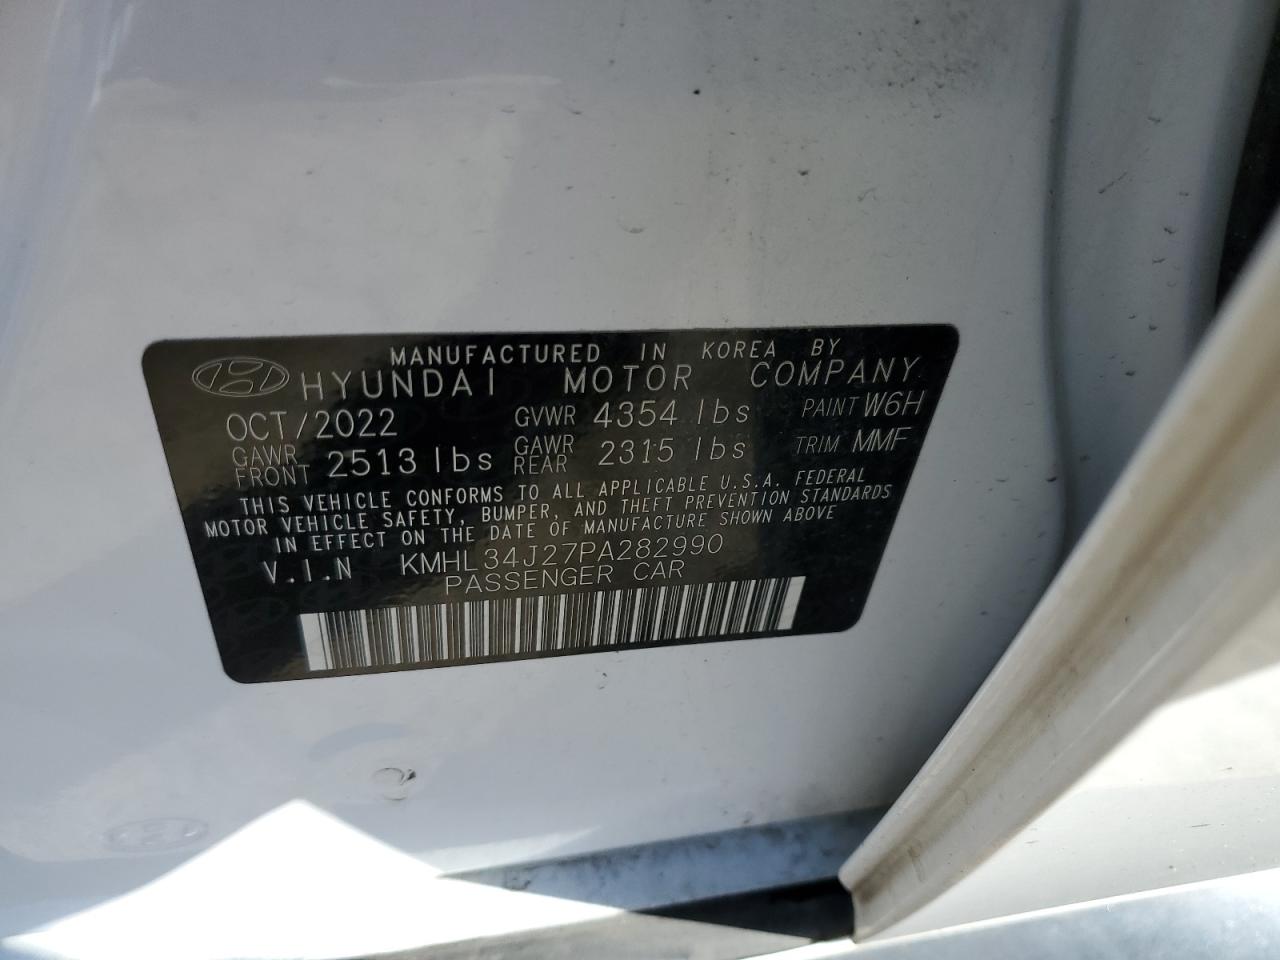 MANUFACTURED IN KOREA BY
HYUNDAI MOTOR COMPANY
OCT/2022 GVWR 4354 lbs PAINT W6H
GAWR FRONT 2513 lbs GAWR REAR 2315 lbs TRIM MMF
THIS VEHICLE CONFORMS TO ALL APPLICABLE U.S.A. FEDERAL
MOTOR VEHICLE SAFETY, BUMPER, AND THEFT PREVENTION STANDARDS
IN EFFECT ON THE DATE OF MANUFACTURE SHOWN ABOVE
V.I.N KMHL34J27PA282990
PASSENGER CAR